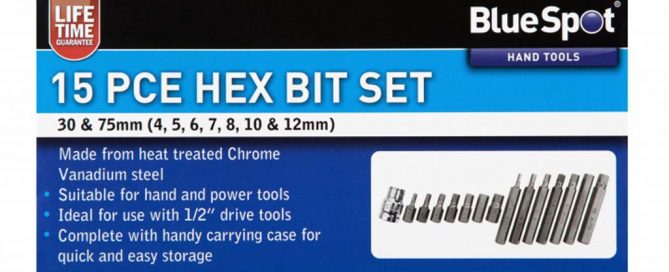 LIFE
TIME
GUARANTEE
BlueSpot®
HAND TOOLS
15 PCE HEX BIT SET
30 & 75mm (4, 5, 6, 7, 8, 10 & 12mm)
Made from heat treated Chrome
Vanadium steel
• Suitable for hand and power tools
• Ideal for use with 1/2″ drive tools
• Complete with handy carrying case for
quick and easy storage